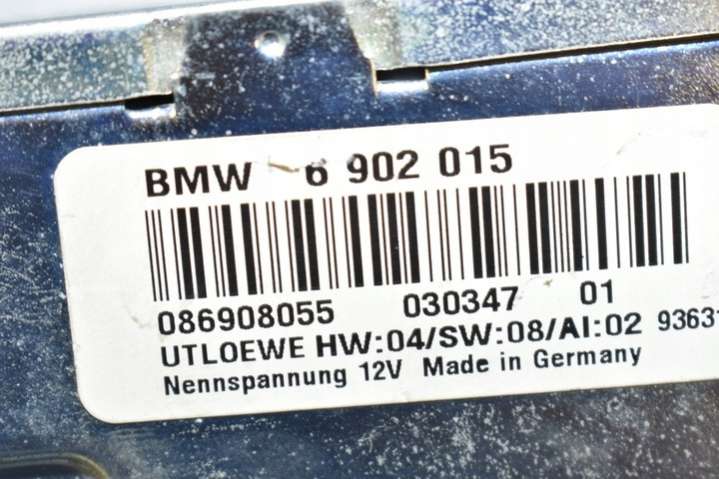 BMW 6 902 015
086908055 030347 01
UTLOEWE HW:04/SW:08/AI:02
Nennspannung 12V Made in Germany